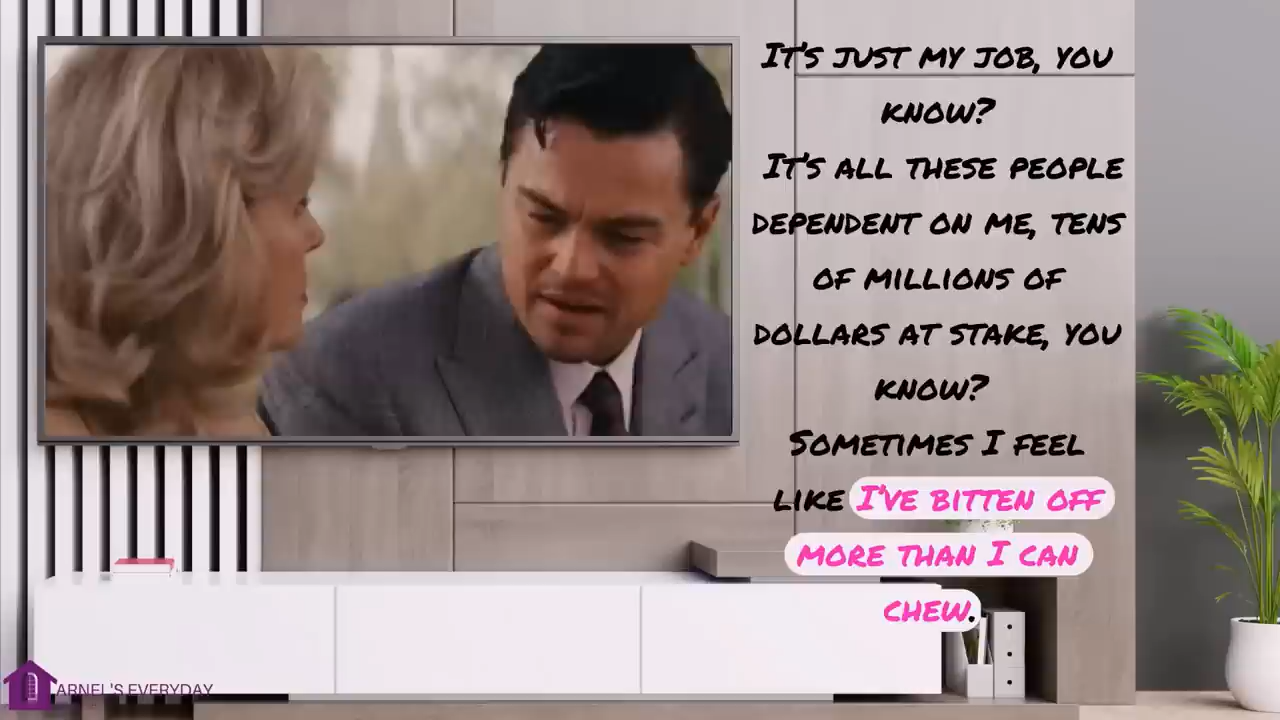 It's just my job, you
know?
It's all these people
dependent on me, tens
of millions of
dollars at stake, you
know?
Sometimes I feel
like I've bitten off
more than I can
chew.
ARNEL'S EVERYDAY